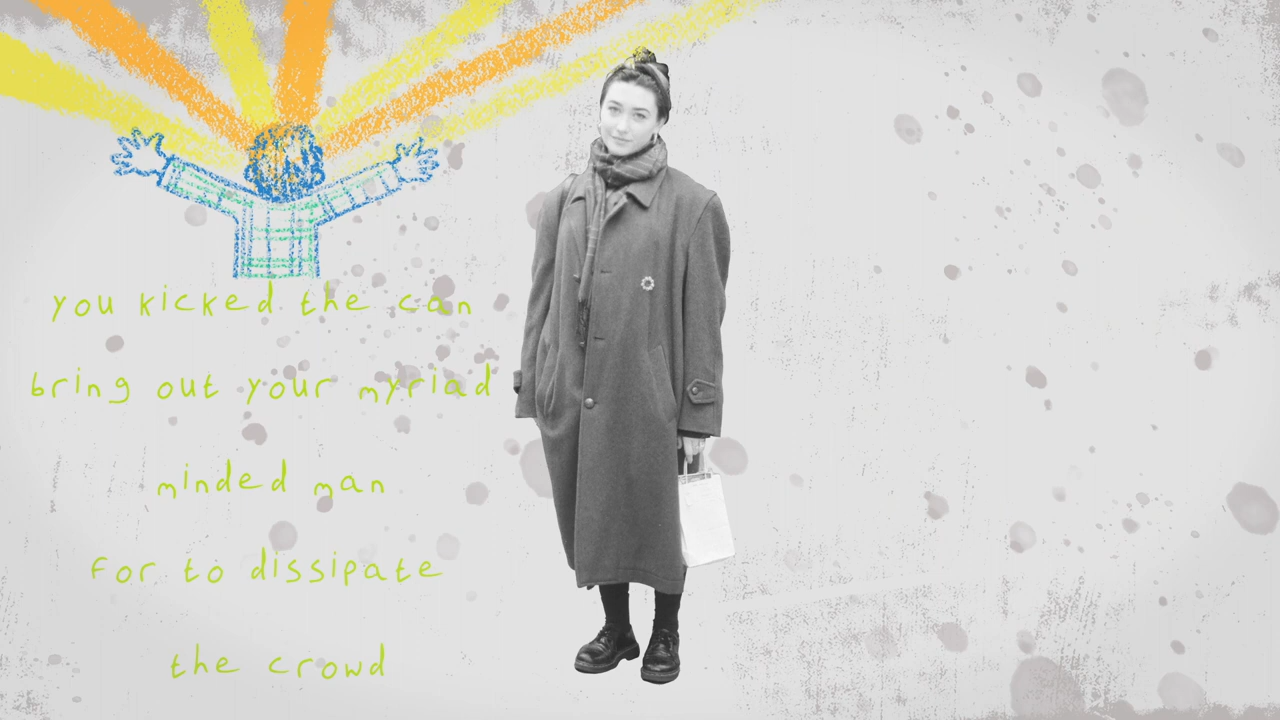 you kicked the can
bring out your myriad
minded man
for to dissipate
the crowd